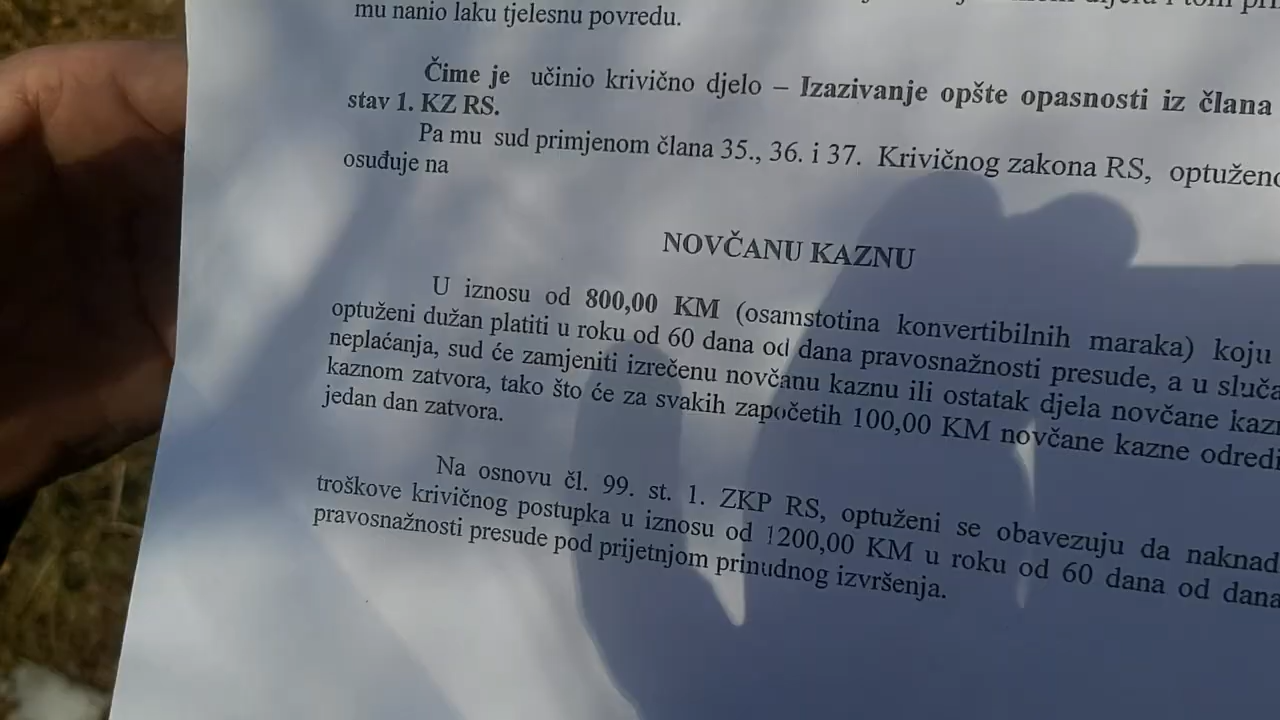 mu nanio laku tjelesnu povredu.
Čime je učinio krivično djelo – Izazivanje opšte opasnosti iz člana
stav 1. KZ RS.
Pa mu sud primjenom člana 35., 36. i 37. Krivičnog zakona RS, optuženo
osuđuje na
NOVČANU KAZNU
U iznosu od 800,00 KM (osamstotina konvertibilnih maraka) koju
optuženi dužan platiti u roku od 60 dana od dana pravosnažnosti presude, a u sluča
neplaćanja, sud će zamjeniti izrečenu novčanu kaznu ili ostatak djela novčane kazn
kaznom zatvora, tako što će za svakih započetih 100,00 KM novčane kazne odredi
jedan dan zatvora.
Na osnovu čl. 99. st. 1. ZKP RS, optuženi se obavezuju da naknad
troškove krivičnog postupka u iznosu od 1200,00 KM u roku od 60 dana od dana
pravosnažnosti presude pod prijetnjom prinudnog izvršenja.